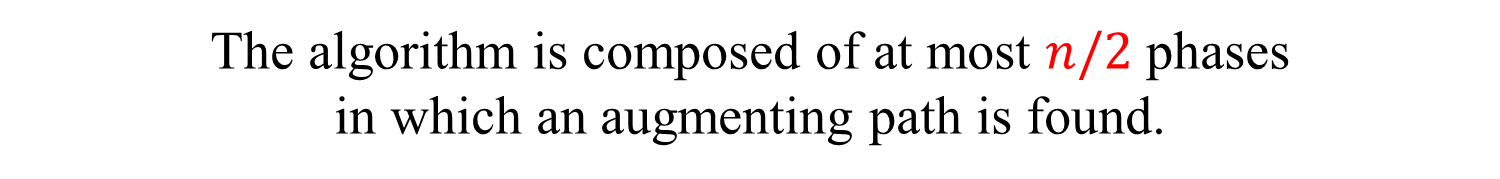 The algorithm is composed of at most n/2 phases
in which an augmenting path is found.